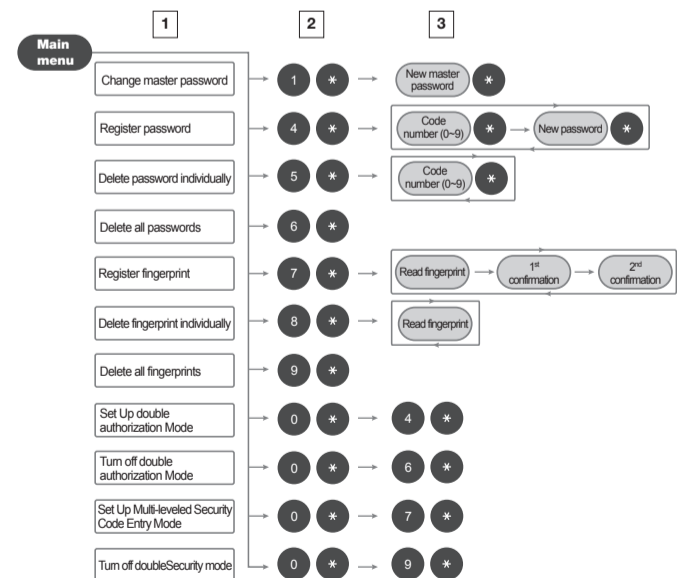 1 2 3
Main
menu
Change master password 1 * New master
password *
Register password 4 * Code
number (0~9) * New password *
Delete password individually 5 * Code
number (0~9) *
Delete all passwords 6 *
Register fingerprint 7 * Read fingerprint 1st
confirmation 2nd
confirmation
Delete fingerprint individually 8 * Read fingerprint
Delete all fingerprints 9 *
Set Up double
authorization Mode 0 * 4 *
Turn off double
authorization Mode 0 * 6 *
Set Up Multi-leveled Security
Code Entry Mode 0 * 7 *
Turn off doubleSecurity mode 0 * 9 *